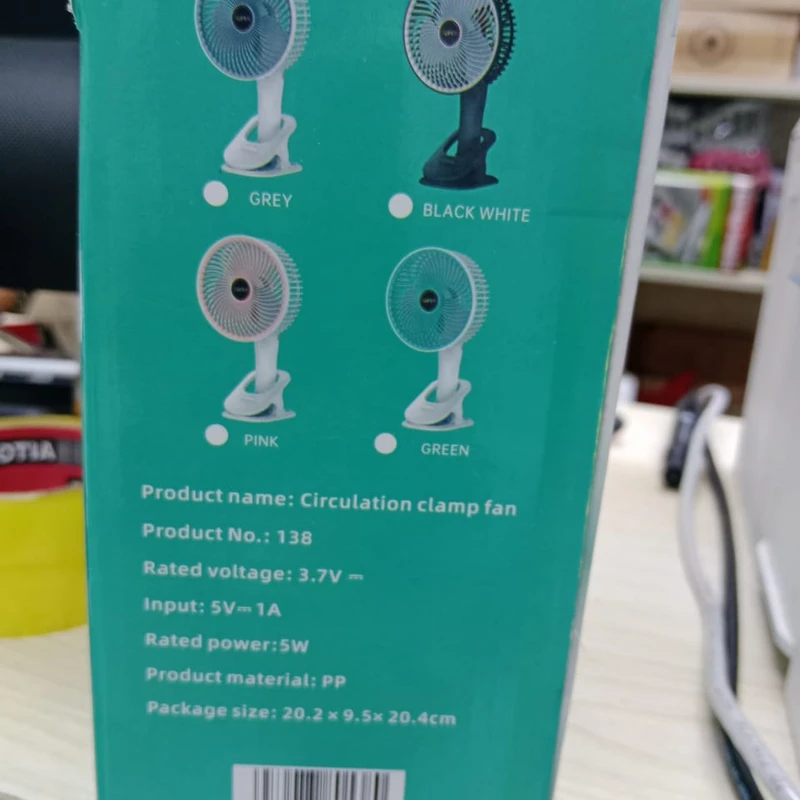 GREY
BLACK WHITE
PINK
GREEN
OTIA
Product name: Circulation clamp fan
Product No.: 138
Rated voltage: 3.7V ⎓
Input: 5V⎓1A
Rated power:5W
Product material: PP
Package size: 20.2 × 9.5× 20.4cm